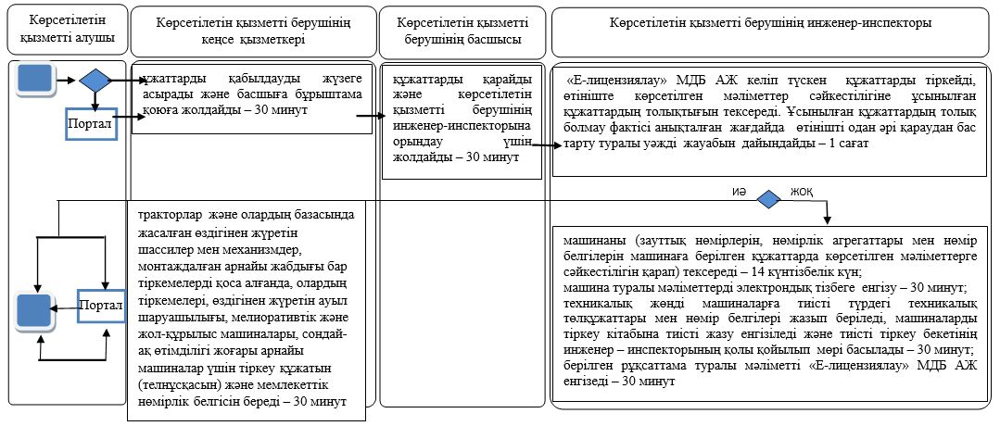 Көрсетілетін
қызметті алушы
Көрсетілетін қызметті берушінің
кеңсе қызметкері
Көрсетілетін қызметті
берушінің басшысы
Көрсетілетін қызметті берушінің инженер-инспекторы
Портал
құжаттарды қабылдауды жүзеге
асырады және басшыға бұрыштама
қоюға жолдайды – 30 минут
құжаттарды қарайды
және көрсетілетін
қызметті берушінің
инженер-инспекторына
орындау үшін
жолдайды – 30 минут
«Е-лицензиялау» МДБ АЖ келіп түскен құжаттарды тіркейді,
өтініште көрсетілген мәліметтер сәйкестілігіне ұсынылған
құжаттардың толықтығын тексереді. Ұсынылған құжаттардың толық
болмау фактісі анықталған жағдайда өтінішті одан әрі қараудан бас
тарту туралы уәжді жауабын дайындайды – 1 сағат
иә
жоқ
Портал
тракторлар және олардың базасында
жасалған өздігінен жүретін
шассилер мен механизмдер,
монтаждалған арнайы жабдығы бар
тіркемелерді қоса алғанда, олардың
тіркемелері, өздігінен жүретін ауыл
шаруашылығы, мелиоративтік және
жол-құрылыс машиналары, сондай-
ақ өтімділігі жоғары арнайы
машиналар үшін тіркеу құжатын
(телнұсқасын) және мемлекеттік
нөмірлік белгісін береді – 30 минут
машинаны (зауттық нөмірлерін, нөмірлік агрегаттары мен нөмір
белгілерін машинаға берілген құжаттарда көрсетілген мәліметтерге
сәйкестілігін қарап) тексереді – 14 күнтізбелік күн;
машина туралы мәліметтерді электрондық тізбеге енгізу – 30 минут;
техникалық жөнді машиналарға тиісті түрдегі техникалық
төлқұжаттары мен нөмір белгілері жазып беріледі, машиналарды
тіркеу кітабына тиісті жазу енгізіледі және тиісті тіркеу бекетінің
инженер – инспекторының қолы қойылып мөрі басылады – 30 минут;
берілген рұқсаттама туралы мәліметті «Е-лицензиялау» МДБ АЖ
енгізеді – 30 минут